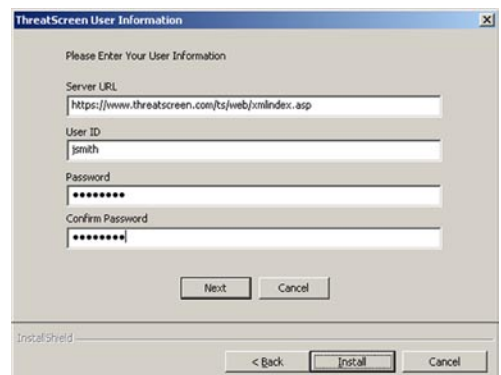 ThreatScreen User Information
Please Enter Your User Information
Server URL
https://www.threatscreen.com/ts/web/xmlindex.asp
User ID
jsmith
Password
●●●●●●●●
Confirm Password
●●●●●●●●
Next Cancel
InstallShield
< Back Install Cancel